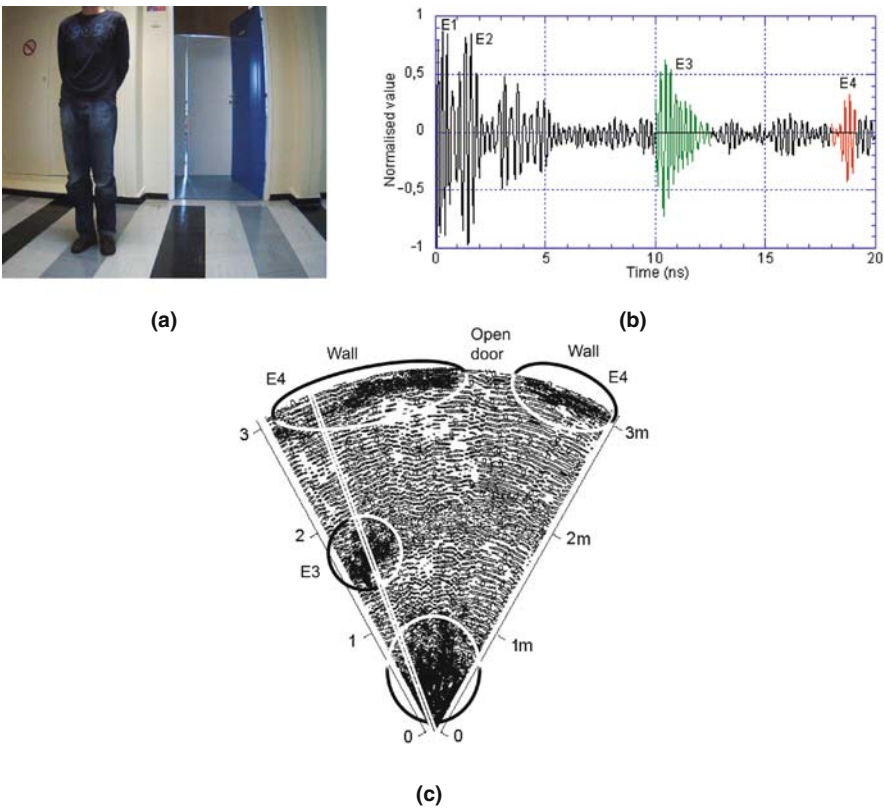 E1
E2
E3
E4
1
0,5
0
–0,5
-1
Normalised value
0 5 10 15 20
Time (ns)
(a)
(b)
Open
door
Wall
Wall
E4
E4
3
3m
2
2m
E3
1
1m
0
0
(c)